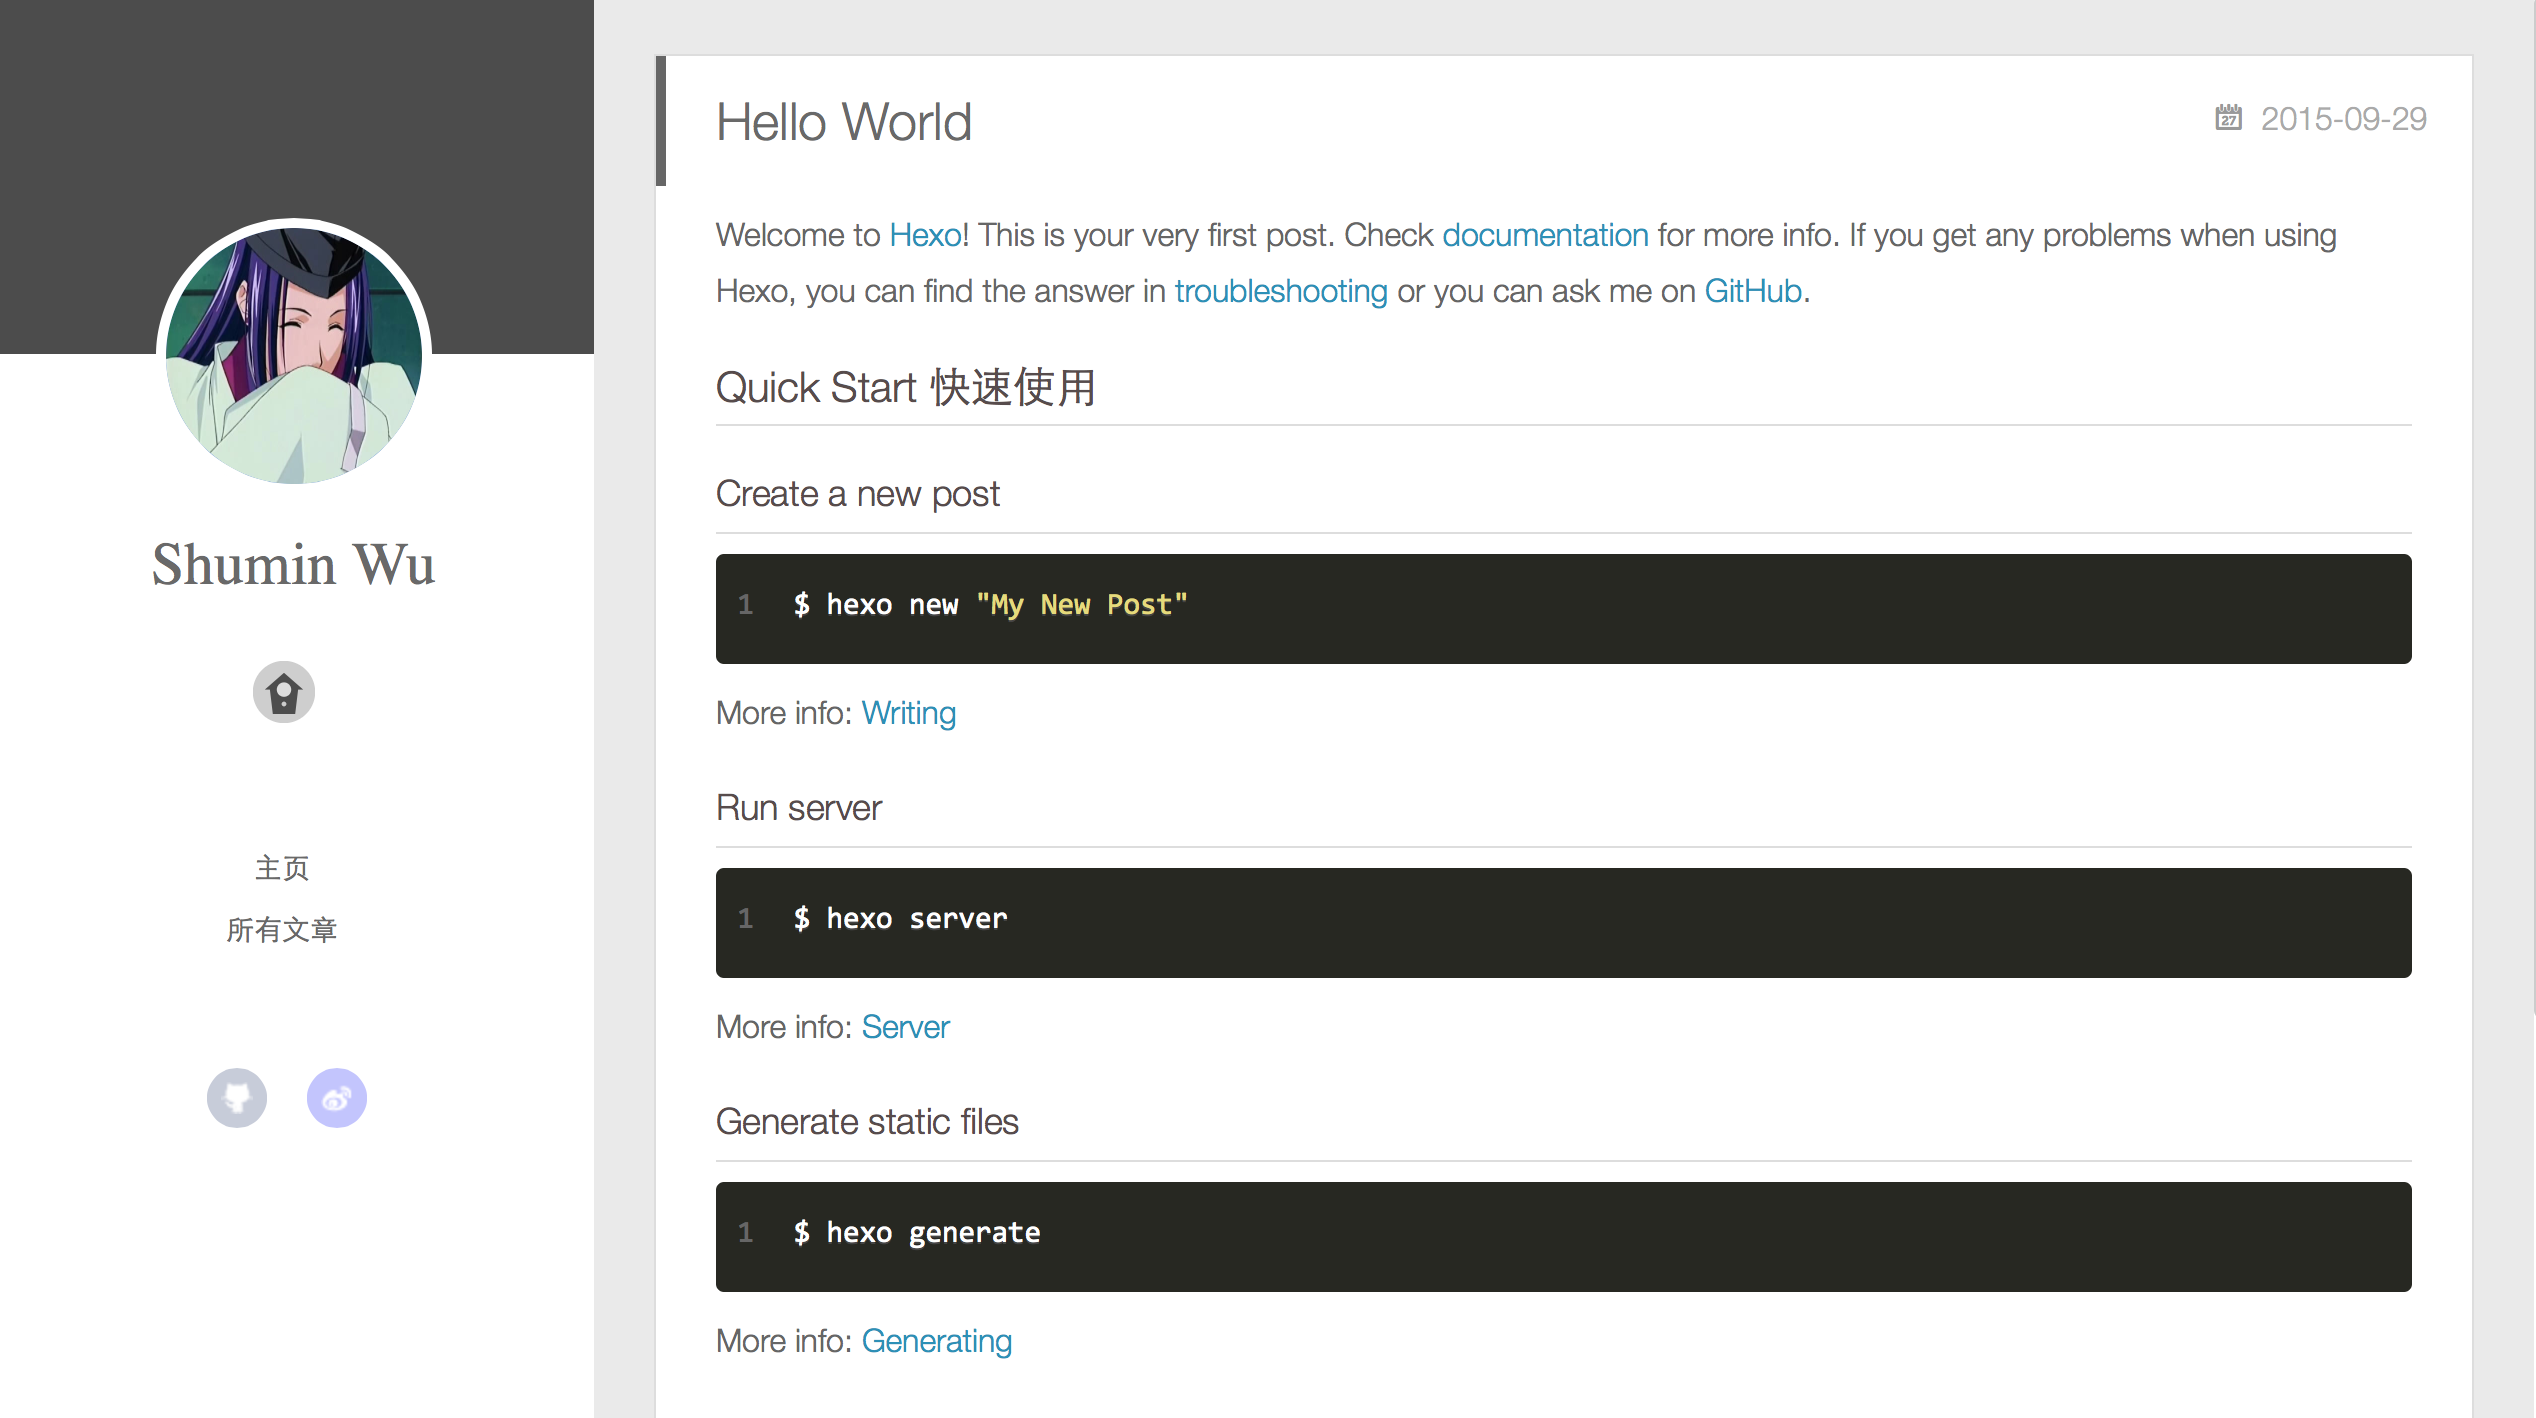 Shumin Wu
主页
所有文章
Hello World
27 2015-09-29
Welcome to Hexo! This is your very first post. Check documentation for more info. If you get any problems when using
Hexo, you can find the answer in troubleshooting or you can ask me on GitHub.
Quick Start 快速使用
Create a new post
1 $ hexo new "My New Post"
More info: Writing
Run server
1 $ hexo server
More info: Server
Generate static files
1 $ hexo generate
More info: Generating